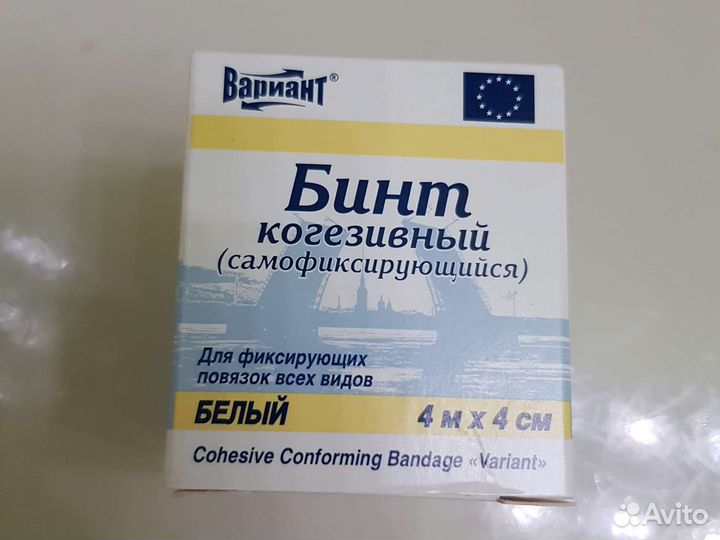 Вариант®
Бинт
когезивный
(самофиксирующийся)
Для фиксирующих
повязок всех видов
БЕЛЫЙ 4 м х 4 см
Cohesive Conforming Bandage «Variant»
Avito